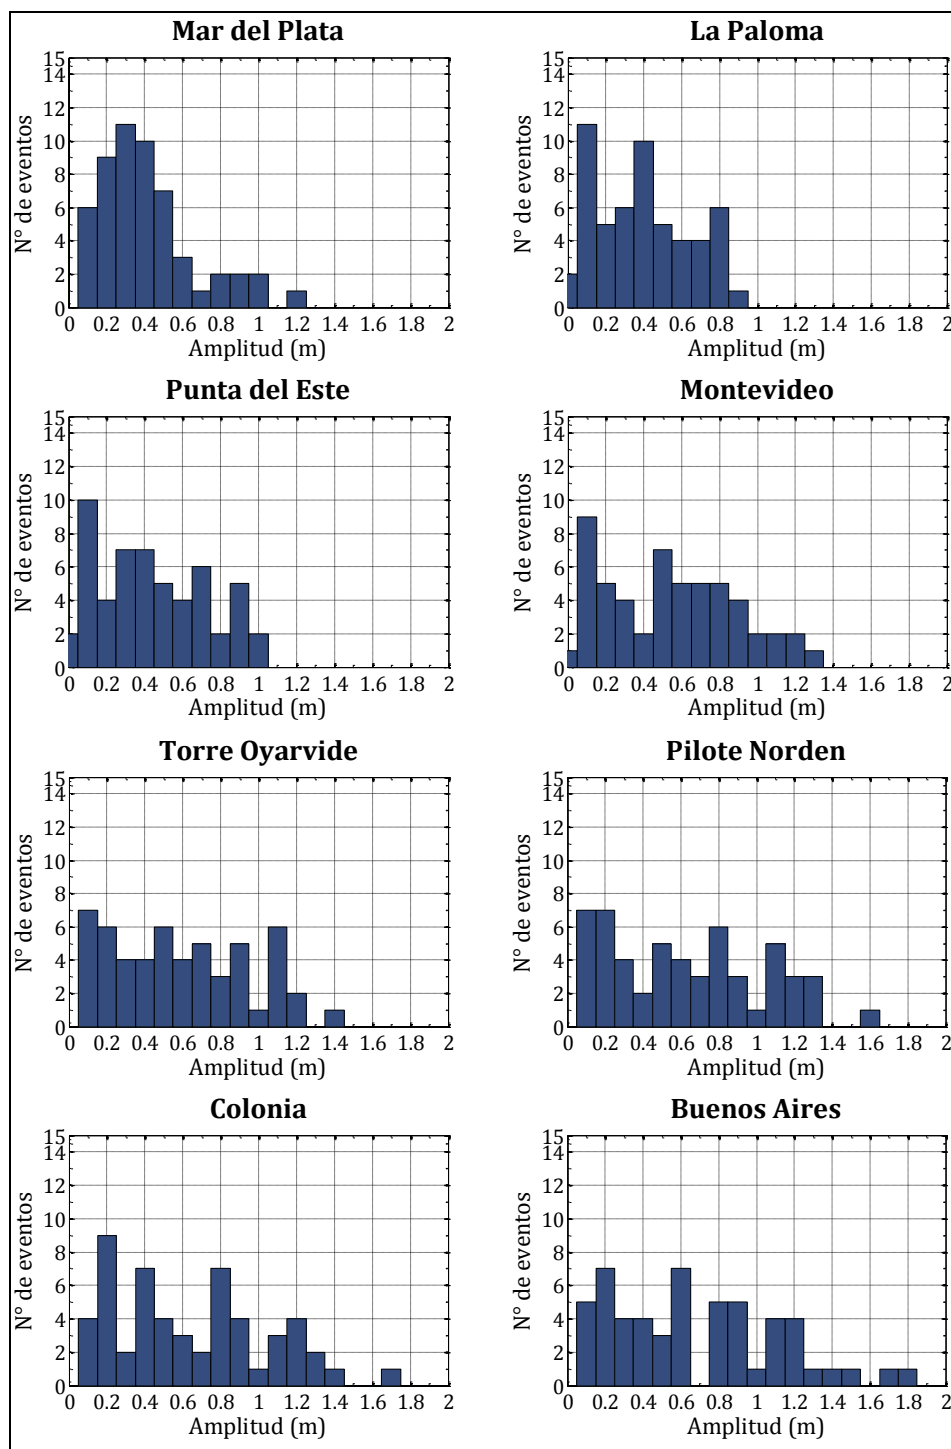 Mar del Plata
15
14
12
10
8
6
4
2
0
N° de eventos
0 0.2 0.4 0.6 0.8 1 1.2 1.4 1.6 1.8 2
Amplitud (m)
La Paloma
15
14
12
10
8
6
4
2
0
N° de eventos
0 0.2 0.4 0.6 0.8 1 1.2 1.4 1.6 1.8 2
Amplitud (m)
Punta del Este
15
14
12
10
8
6
4
2
0
N° de eventos
0 0.2 0.4 0.6 0.8 1 1.2 1.4 1.6 1.8 2
Amplitud (m)
Montevideo
15
14
12
10
8
6
4
2
0
N° de eventos
0 0.2 0.4 0.6 0.8 1 1.2 1.4 1.6 1.8 2
Amplitud (m)
Torre Oyarvide
15
14
12
10
8
6
4
2
0
N° de eventos
0 0.2 0.4 0.6 0.8 1 1.2 1.4 1.6 1.8 2
Amplitud (m)
Pilote Norden
15
14
12
10
8
6
4
2
0
N° de eventos
0 0.2 0.4 0.6 0.8 1 1.2 1.4 1.6 1.8 2
Amplitud (m)
Colonia
15
14
12
10
8
6
4
2
0
N° de eventos
0 0.2 0.4 0.6 0.8 1 1.2 1.4 1.6 1.8 2
Amplitud (m)
Buenos Aires
15
14
12
10
8
6
4
2
0
N° de eventos
0 0.2 0.4 0.6 0.8 1 1.2 1.4 1.6 1.8 2
Amplitud (m)